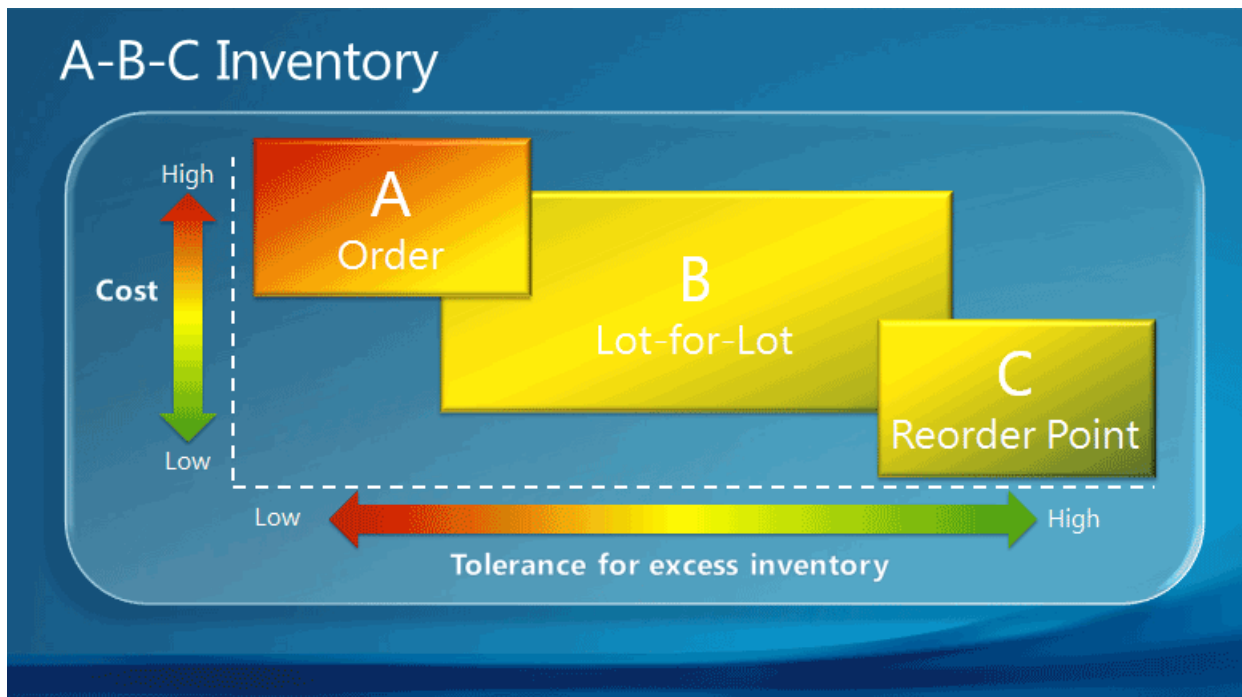 A-B-C Inventory
High
Cost
Low
A
Order
B
Lot-for-Lot
C
Reorder Point
Low
High
Tolerance for excess inventory